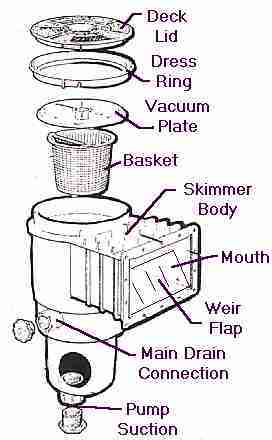 Deck
Lid
Dress
Ring
Vacuum
Plate
Basket
Skimmer
Body
Mouth
Weir
Flap
Main Drain
Connection
Pump
Suction